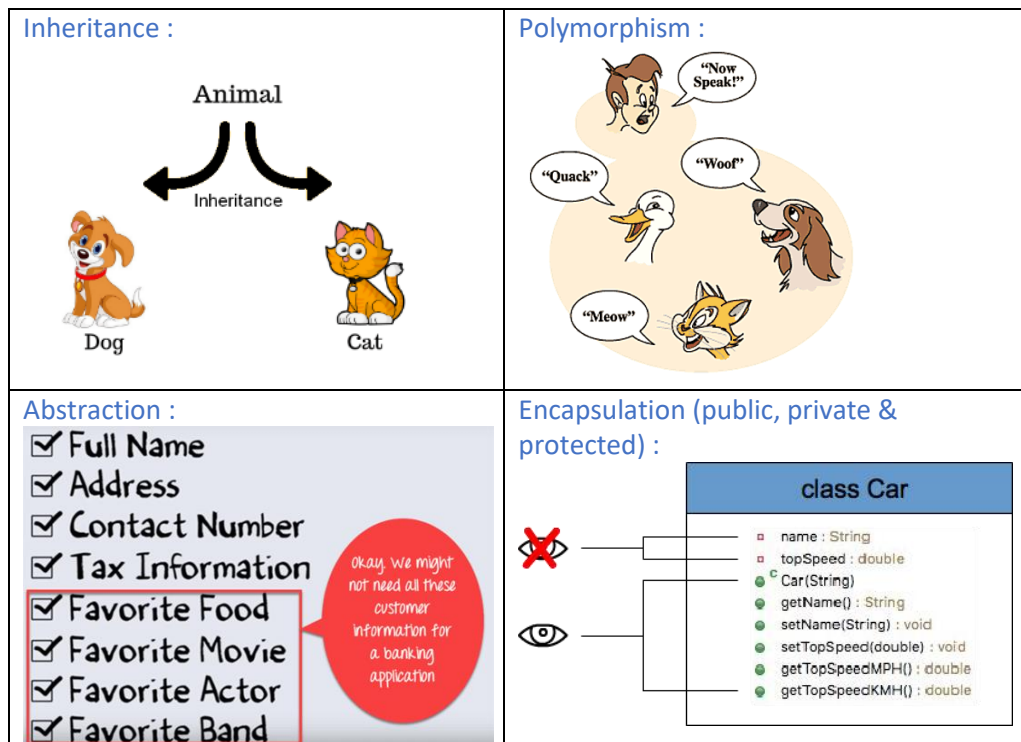 Inheritance :
Animal
Inheritance
Dog
Cat
Polymorphism :
“Now
Speak!”
“Quack”
“Woof”
“Meow”
Abstraction :
Full Name
Address
Contact Number
Tax Information
Favorite Food
Favorite Movie
Favorite Actor
Favorite Band
Okay. We might
not need all these
customer
information for
a banking
application
Encapsulation (public, private &
protected) :
class Car
name : String
topSpeed : double
C Car(String)
getName() : String
setName(String) : void
setTopSpeed(double) : void
getTopSpeedMPH() : double
getTopSpeedKMH() : double